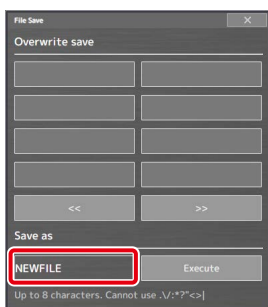 File Save
Overwrite save
<< >>
Save as
NEWFILE Execute
Up to 8 characters. Cannot use .\/:*?"<>|